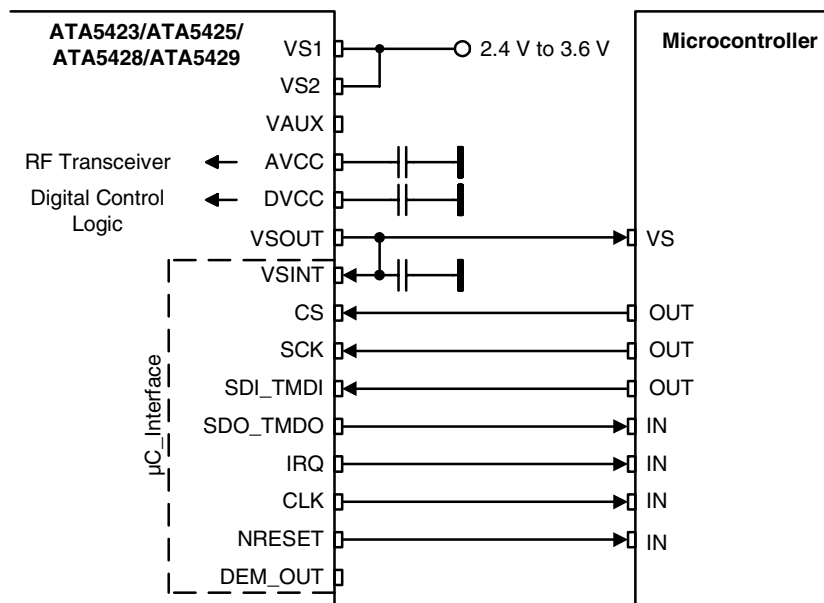 ATA5423/ATA5425/
ATA5428/ATA5429
Microcontroller
VS1
2.4 V to 3.6 V
VS2
VAUX
RF Transceiver
AVCC
Digital Control
Logic
DVCC
VSOUT
VS
VSINT
CS
OUT
SCK
OUT
SDI_TMDI
OUT
SDO_TMDO
IN
IRQ
IN
CLK
IN
NRESET
IN
DEM_OUT
µC_Interface